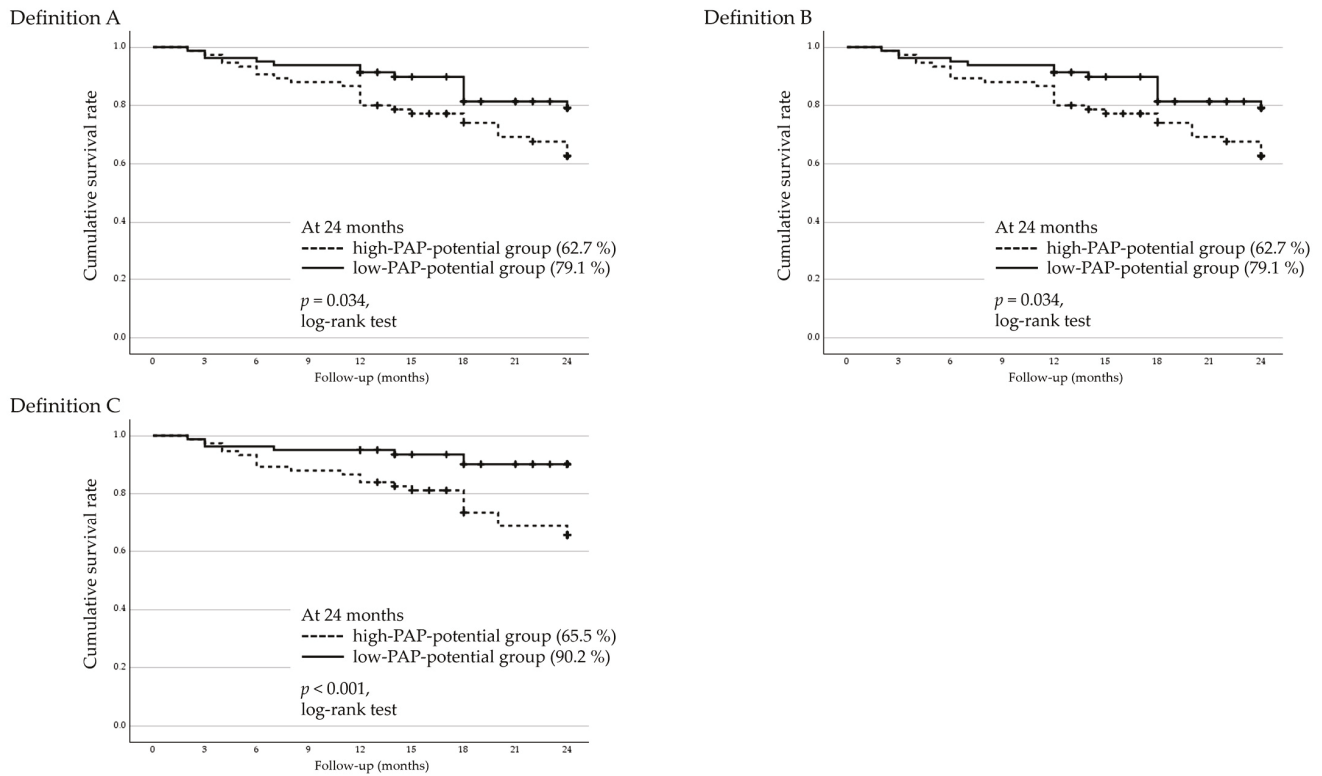 Definition A
Cumulative survival rate
1.0
0.8
0.6
0.4
0.2
0.0
At 24 months
high-PAP-potential group (62.7 %)
low-PAP-potential group (79.1 %)
p = 0.034,
log-rank test
0 3 6 9 12 15 18 21 24
Follow-up (months)
Definition B
Cumulative survival rate
1.0
0.8
0.6
0.4
0.2
0.0
At 24 months
high-PAP-potential group (62.7 %)
low-PAP-potential group (79.1 %)
p = 0.034,
log-rank test
0 3 6 9 12 15 18 21 24
Follow-up (months)
Definition C
Cumulative survival rate
1.0
0.8
0.6
0.4
0.2
0.0
At 24 months
high-PAP-potential group (65.5 %)
low-PAP-potential group (90.2 %)
p < 0.001,
log-rank test
0 3 6 9 12 15 18 21 24
Follow-up (months)